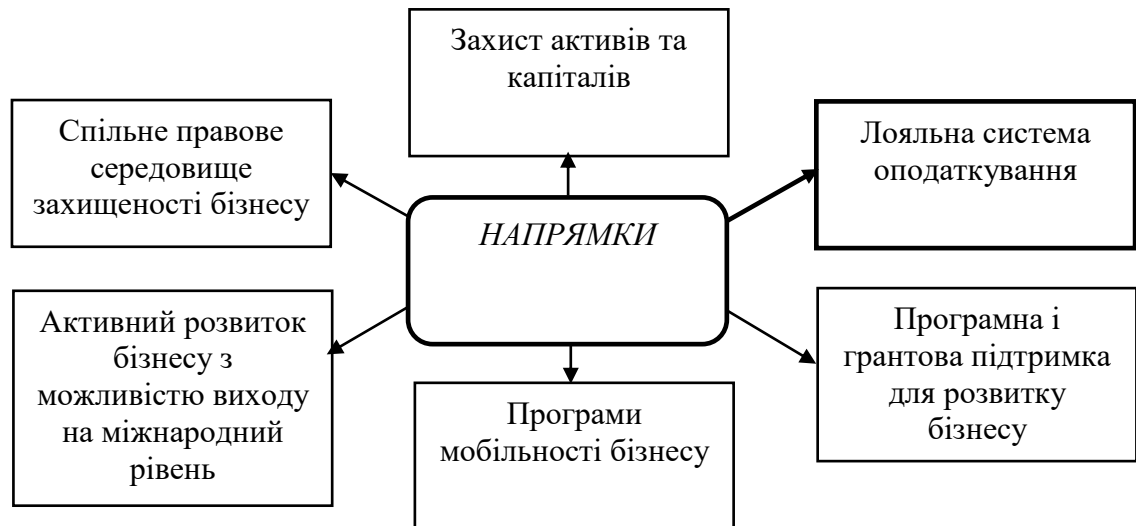 Захист активів та
капіталів
Спільне правове
середовище
захищеності бізнесу
Лояльна система
оподаткування
НАПРЯМКИ
Активний розвиток
бізнесу з
можливістю виходу
на міжнародний
рівень
Програми
мобільності бізнесу
Програмна і
грантова підтримка
для розвитку
бізнесу